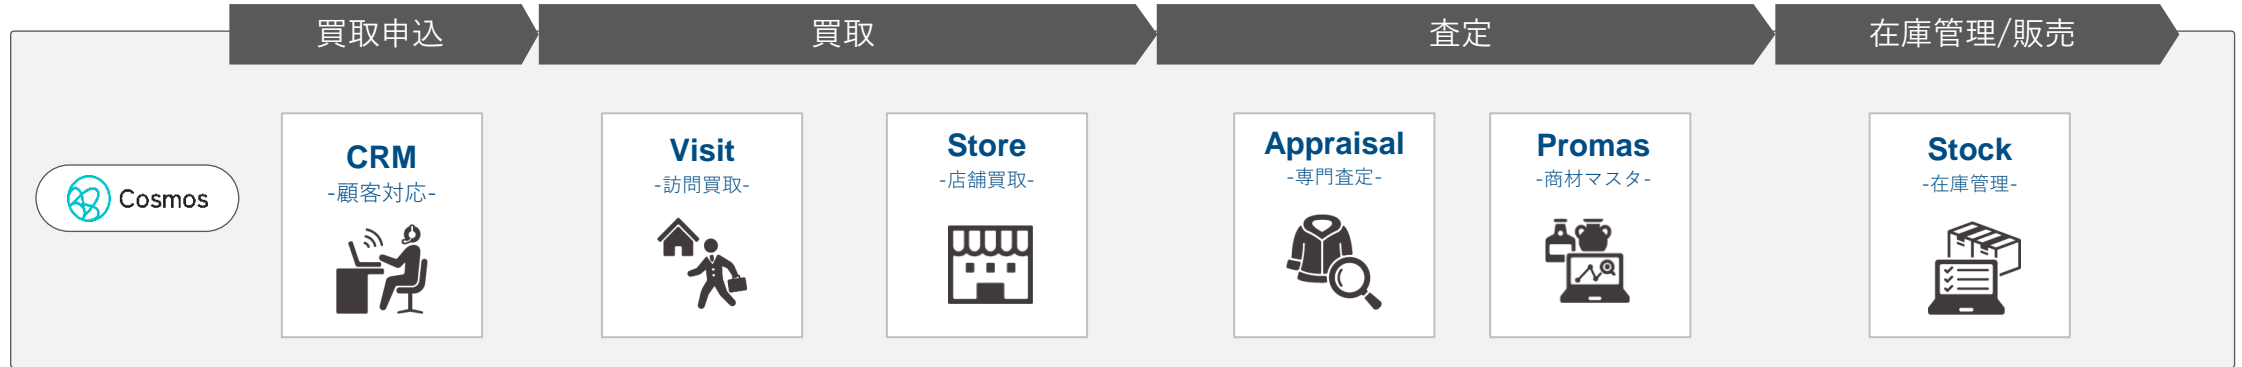 買取申込
買取
査定
在庫管理/販売
Cosmos
CRM
-顧客対応-
Visit
-訪問買取-
Store
-店舗買取-
Appraisal
-専門査定-
Promas
-商材マスタ-
Stock
-在庫管理-